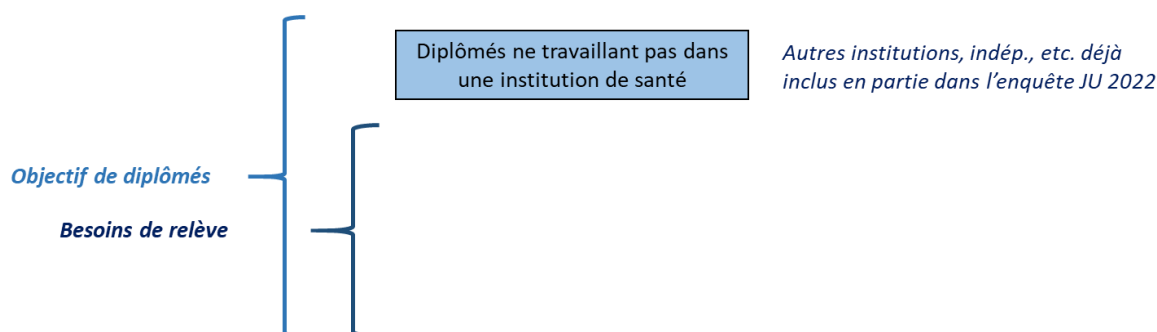 Diplômés ne travaillant pas dans
une institution de santé
Autres institutions, indép., etc. déjà
inclus en partie dans l’enquête JU 2022
Objectif de diplômés
Besoins de relève